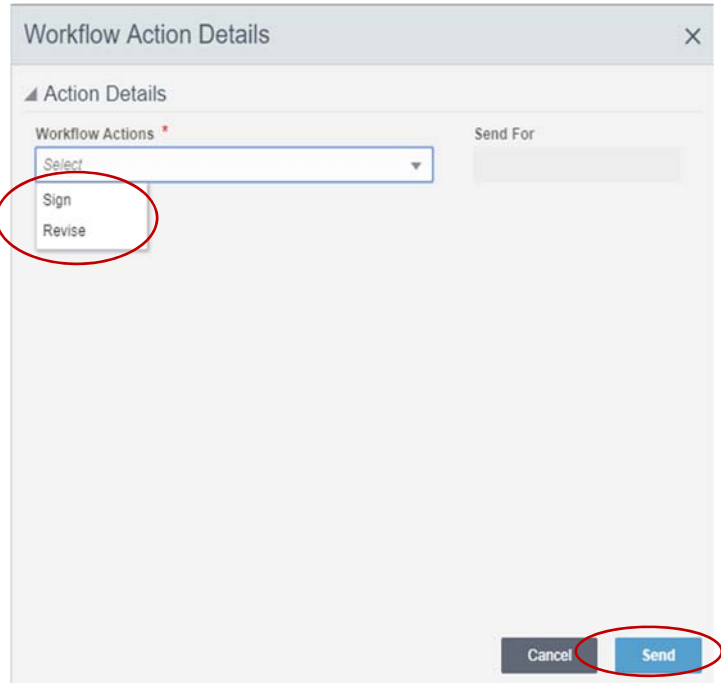 Workflow Action Details
Action Details
Workflow Actions * Send For
Select
Sign
Revise
Cancel Send